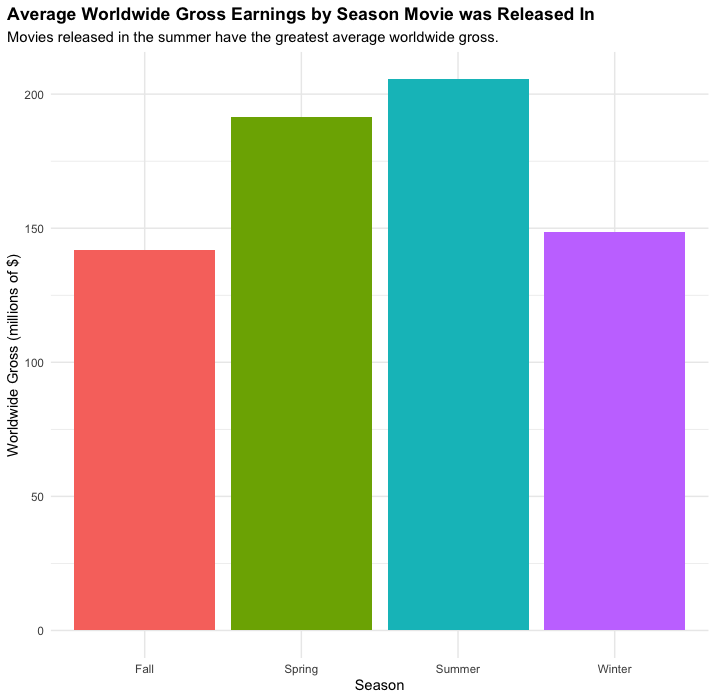 Average Worldwide Gross Earnings by Season Movie was Released In
Movies released in the summer have the greatest average worldwide gross.
Worldwide Gross (millions of $)
200
150
100
50
0
Fall Spring Summer Winter
Season